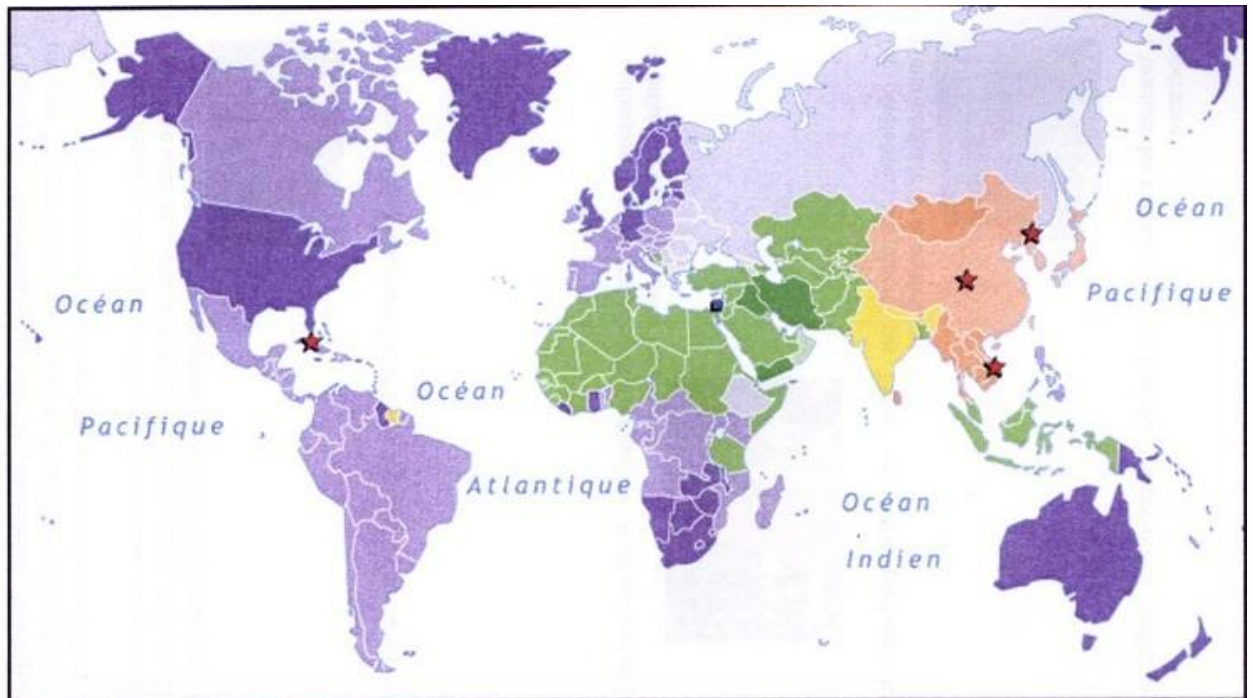 Océan
Pacifique
Océan
Atlantique
Océan
Indien
Océan
Pacifique